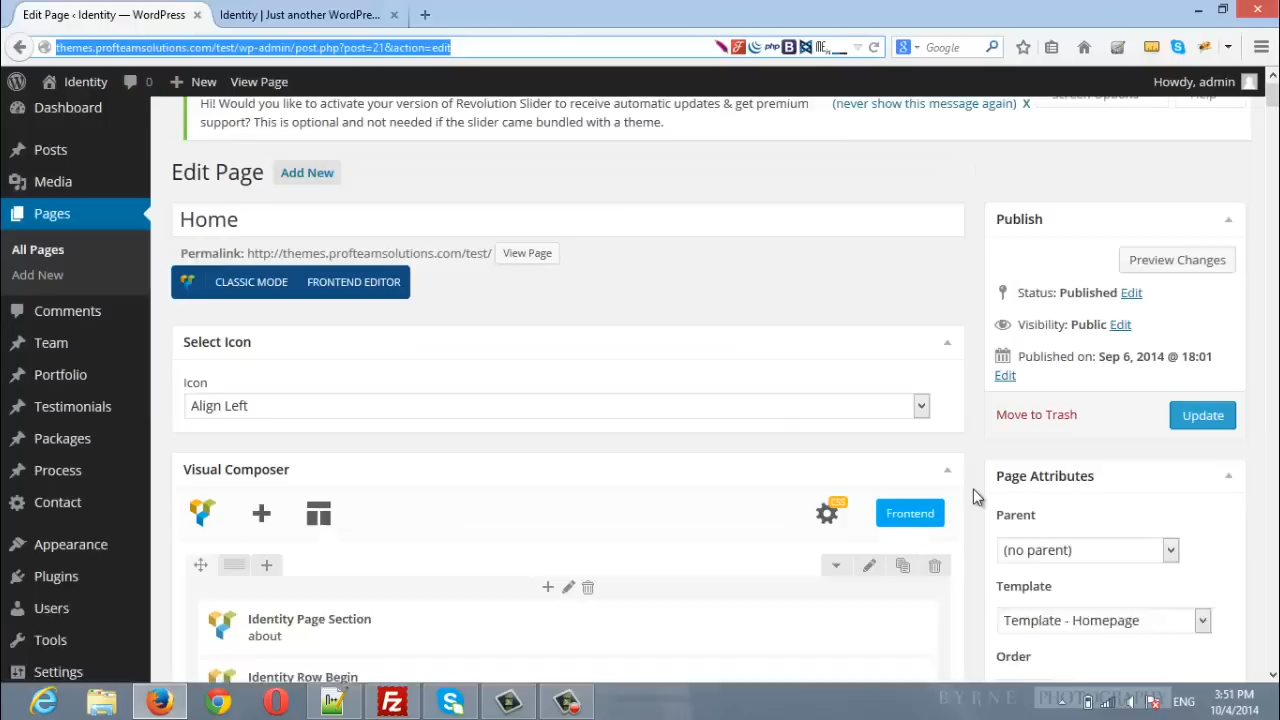 Edit Page ‹ Identity — WordPress ×
Identity | Just another WordPre... ×
themes.profteamsolutions.com/test/wp-admin/post.php?post=21&action=edit
php
Google
Identity
0
New
View Page
Howdy, admin
Hi! Would you like to activate your version of Revolution Slider to receive automatic updates & get premium
support? This is optional and not needed if the slider came bundled with a theme.
(never show this message again) X
Screen Options
Help
Dashboard
Posts
Media
Pages
All Pages
Add New
Comments
Team
Portfolio
Testimonials
Packages
Process
Contact
Appearance
Plugins
Users
Tools
Settings
Edit Page
Add New
Home
Permalink: http://themes.profteamsolutions.com/test/
View Page
CLASSIC MODE
FRONTEND EDITOR
Select Icon
Icon
Align Left
Visual Composer
CSS
Frontend
Identity Page Section
about
Identity Row Begin
Publish
Preview Changes
Status: Published Edit
Visibility: Public Edit
Published on: Sep 6, 2014 @ 18:01
Edit
Move to Trash
Update
Page Attributes
Parent
(no parent)
Template
Template - Homepage
Order
BYRNE PHOTOGRAPHY
ENG
3:51 PM
10/4/2014